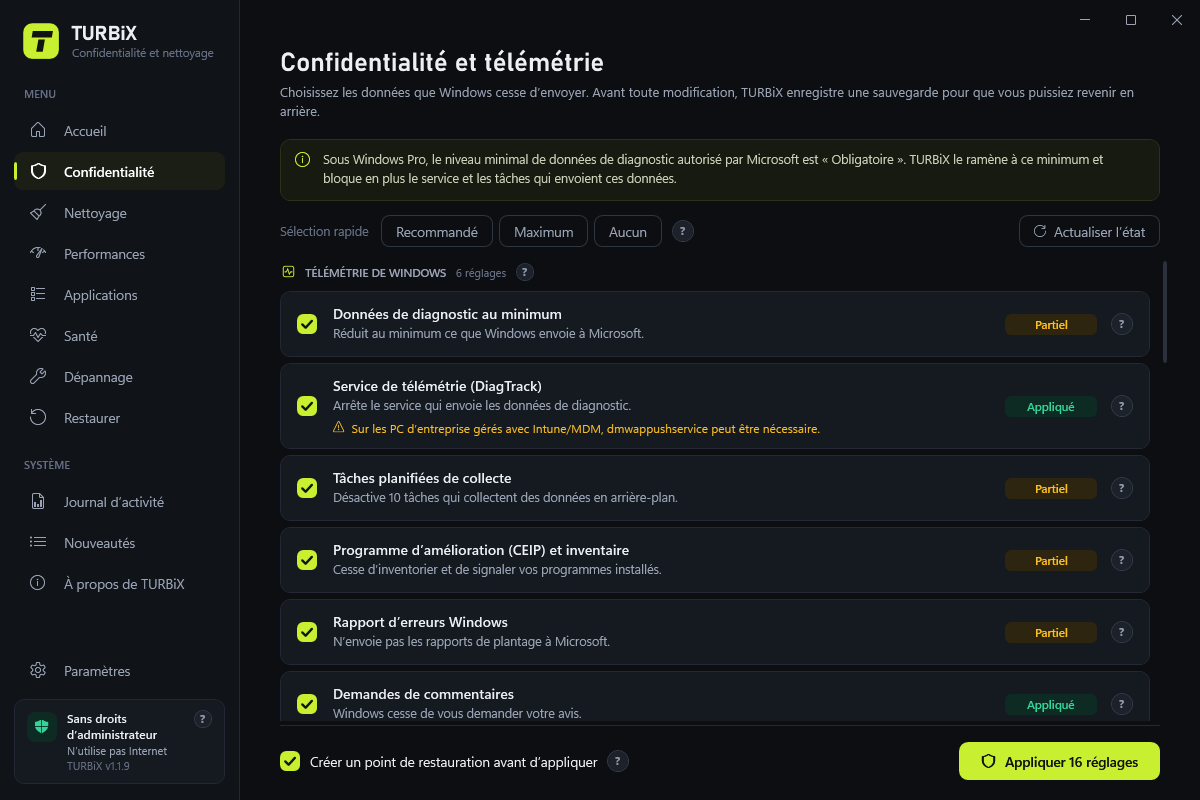 TURBiX
Confidentialité et nettoyage
MENU
Accueil
Confidentialité
Nettoyage
Performances
Applications
Santé
Dépannage
Restaurer
SYSTÈME
Journal d’activité
Nouveautés
À propos de TURBiX
Paramètres
Sans droits
d’administrateur
?
N’utilise pas Internet
TURBiX v1.1.9
Confidentialité et télémétrie
Choisissez les données que Windows cesse d’envoyer. Avant toute modification, TURBiX enregistre une sauvegarde pour que vous puissiez revenir en
arrière.
Sous Windows Pro, le niveau minimal de données de diagnostic autorisé par Microsoft est « Obligatoire ». TURBiX le ramène à ce minimum et
bloque en plus le service et les tâches qui envoient ces données.
Sélection rapide Recommandé Maximum Aucun ? Actualiser l’état
TÉLÉMÉTRIE DE WINDOWS 6 réglages ?
Données de diagnostic au minimum
Réduit au minimum ce que Windows envoie à Microsoft.
Partiel ?
Service de télémétrie (DiagTrack)
Arrête le service qui envoie les données de diagnostic.
Sur les PC d’entreprise gérés avec Intune/MDM, dmwappushservice peut être nécessaire.
Appliqué ?
Tâches planifiées de collecte
Désactive 10 tâches qui collectent des données en arrière-plan.
Partiel ?
Programme d’amélioration (CEIP) et inventaire
Cesse d’inventorier et de signaler vos programmes installés.
Partiel ?
Rapport d’erreurs Windows
N’envoie pas les rapports de plantage à Microsoft.
Partiel ?
Demandes de commentaires
Windows cesse de vous demander votre avis.
Appliqué ?
Créer un point de restauration avant d’appliquer ?
Appliquer 16 réglages